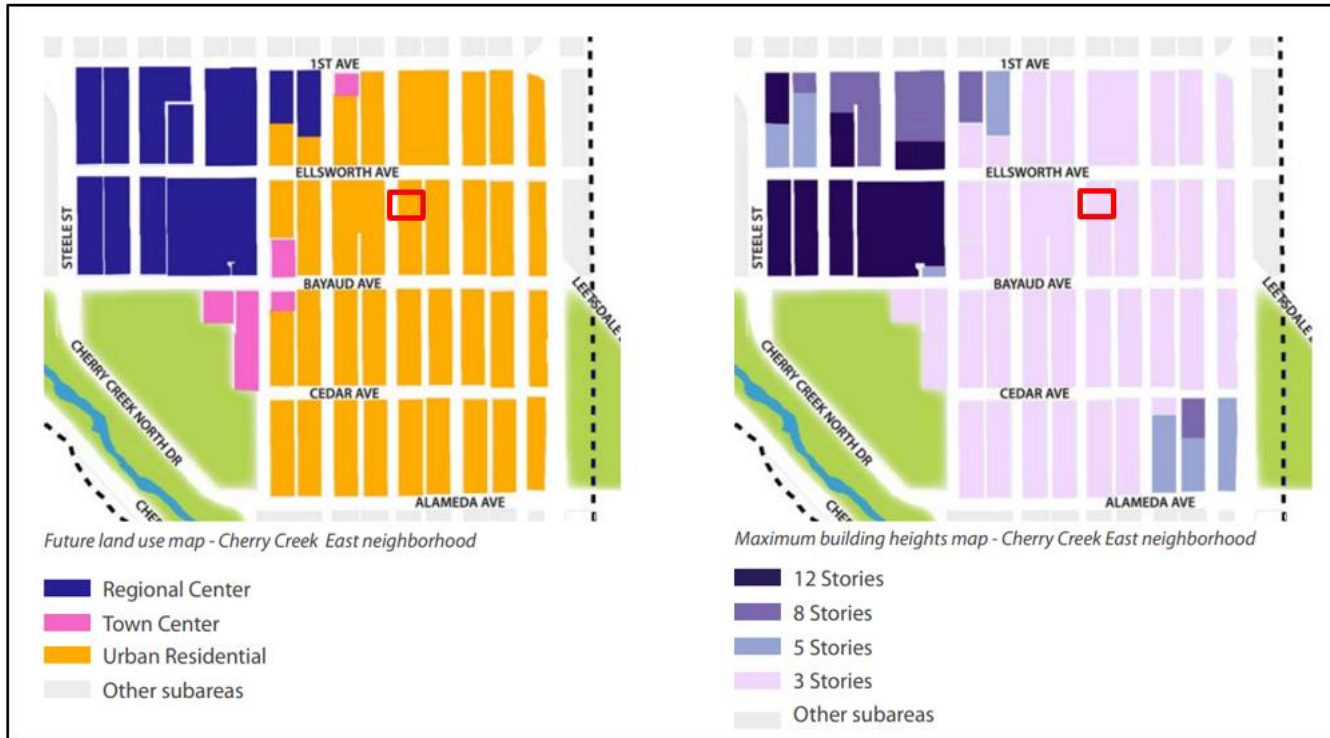 1ST AVE
ELLSWORTH AVE
STEELE ST
BAYAUD AVE
LEETSDALE
CHERRY CREEK NORTH DR
CEDAR AVE
ALAMEDA AVE
Future land use map - Cherry Creek East neighborhood
Regional Center
Town Center
Urban Residential
Other subareas
1ST AVE
ELLSWORTH AVE
STEELE ST
BAYAUD AVE
LEETSDALE
CHERRY CREEK NORTH DR
CEDAR AVE
ALAMEDA AVE
Maximum building heights map - Cherry Creek East neighborhood
12 Stories
8 Stories
5 Stories
3 Stories
Other subareas